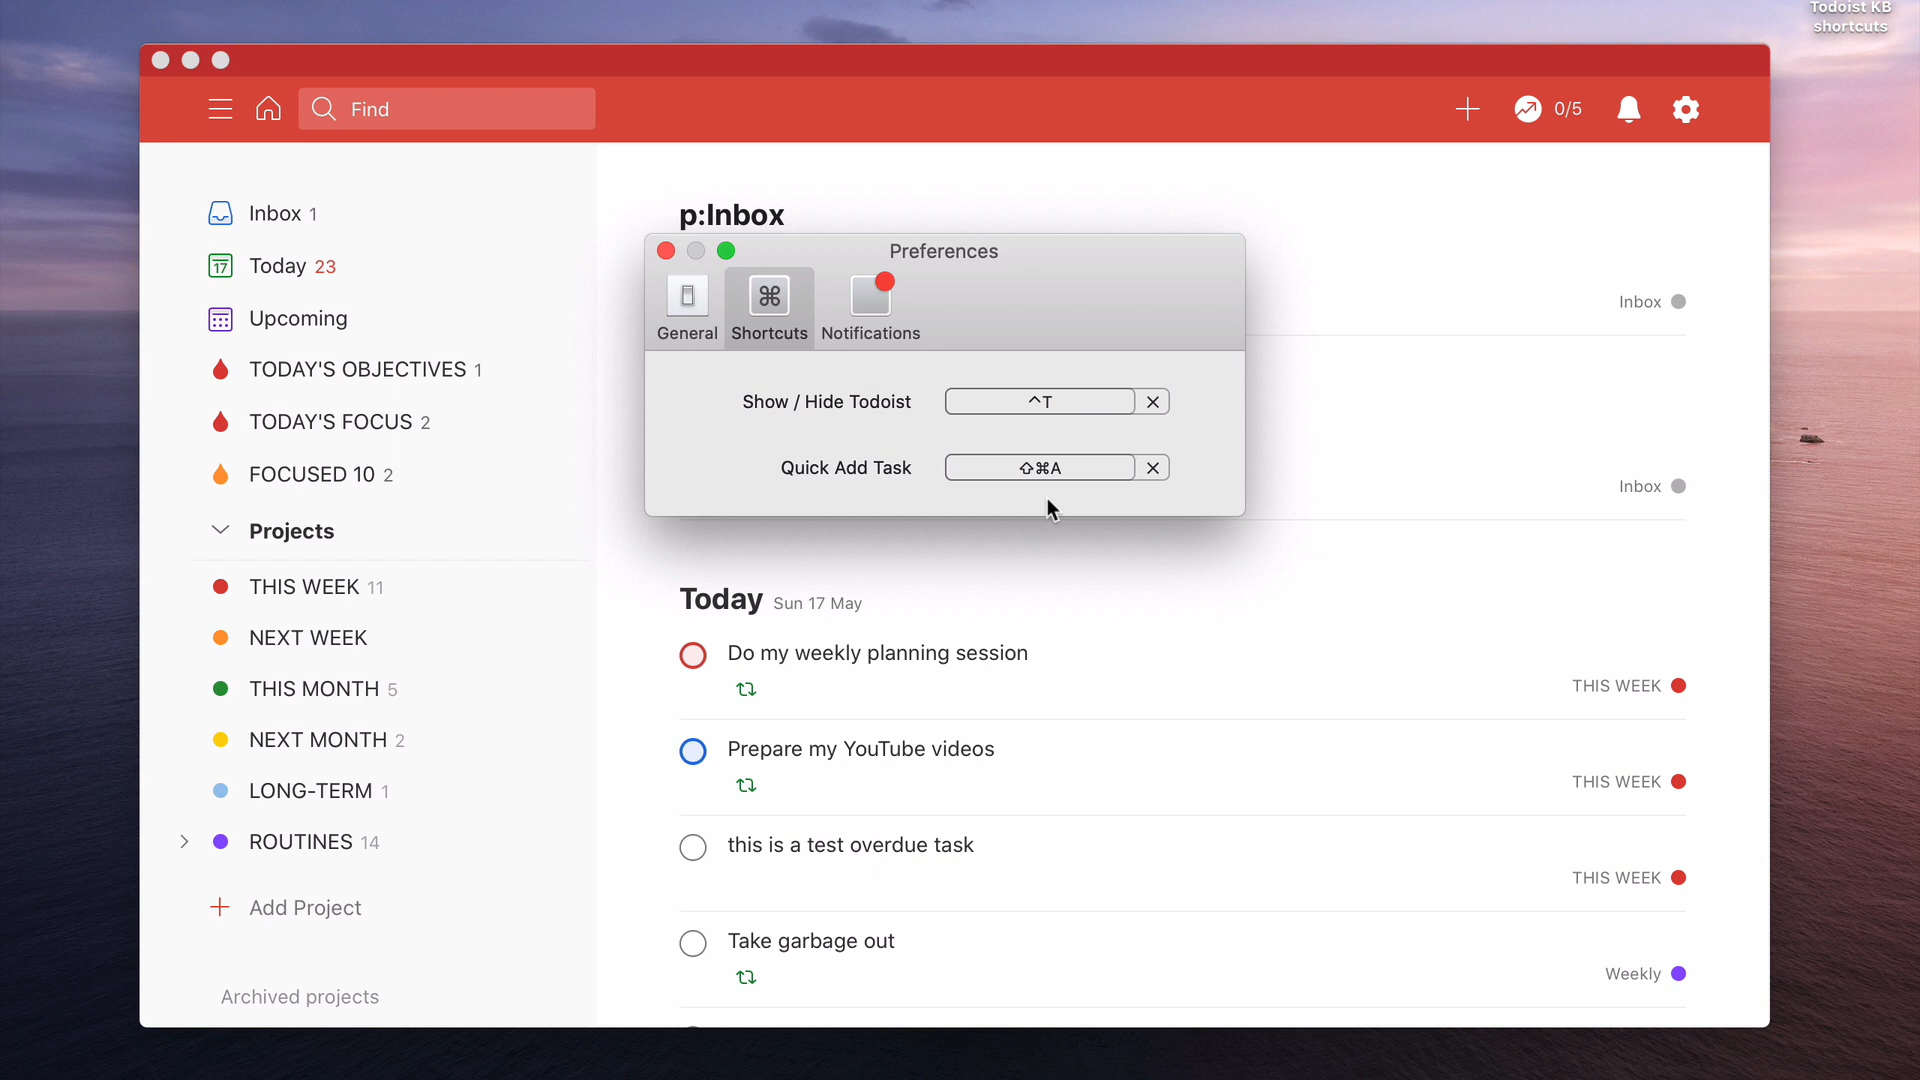 Todoist KB
shortcuts
Find
0/5
Inbox 1
17
Today 23
Upcoming
TODAY'S OBJECTIVES 1
TODAY'S FOCUS 2
FOCUSED 10 2
Projects
THIS WEEK 11
NEXT WEEK
THIS MONTH 5
NEXT MONTH 2
LONG-TERM 1
ROUTINES 14
Add Project
Archived projects
p:Inbox
Preferences
General
Shortcuts
Notifications
Show / Hide Todoist
^T
Quick Add Task
⇧⌘A
Inbox
Inbox
Today Sun 17 May
Do my weekly planning session
THIS WEEK
Prepare my YouTube videos
THIS WEEK
this is a test overdue task
THIS WEEK
Take garbage out
Weekly